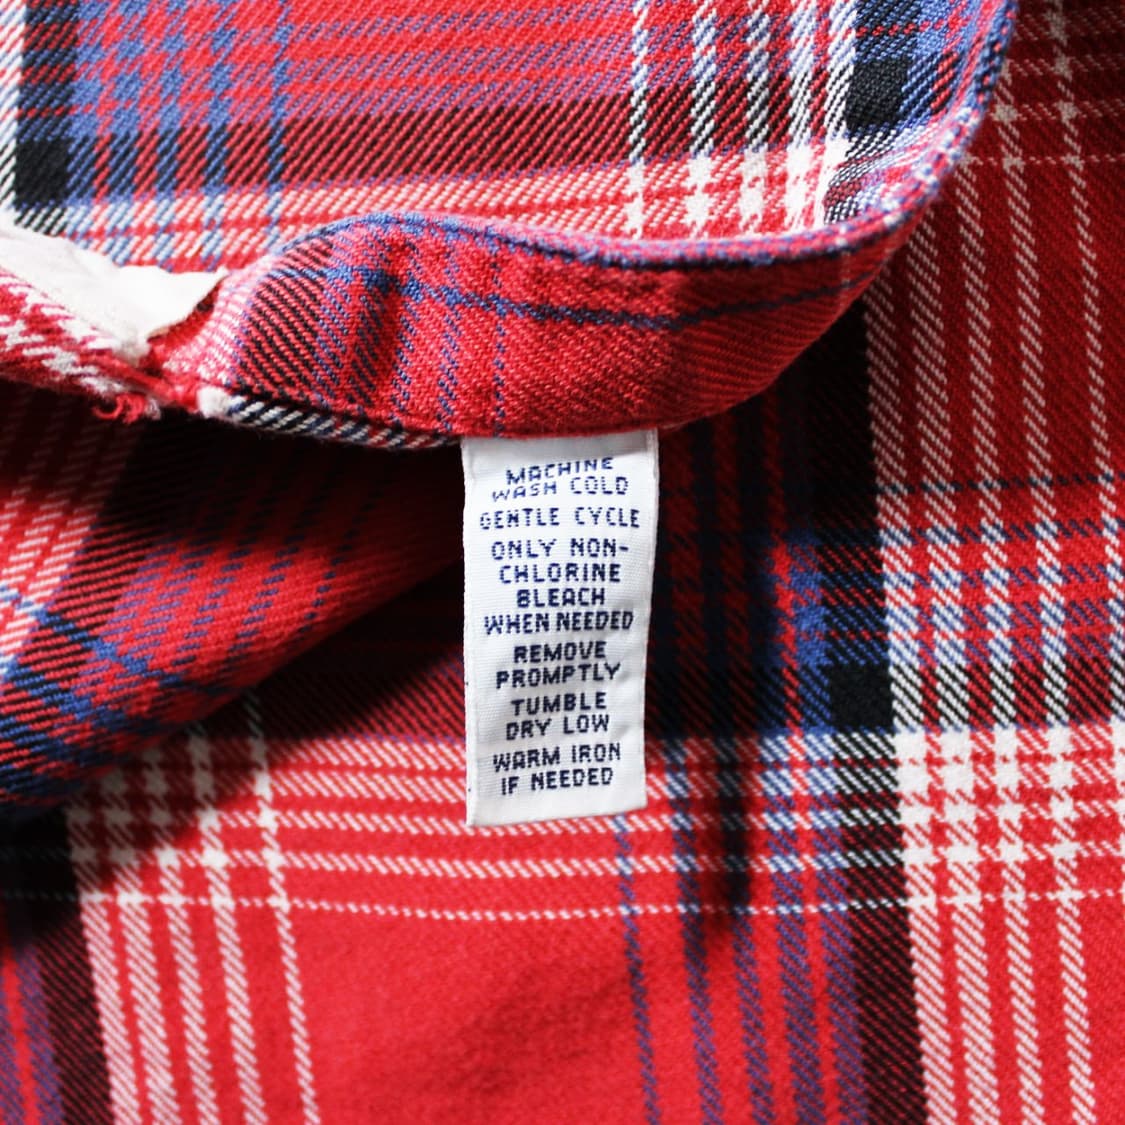 MACHINE
WASH COLD
GENTLE CYCLE
ONLY NON-
CHLORINE
BLEACH
WHEN NEEDED
REMOVE
PROMPTLY
TUMBLE
DRY LOW
WARM IRON
IF NEEDED